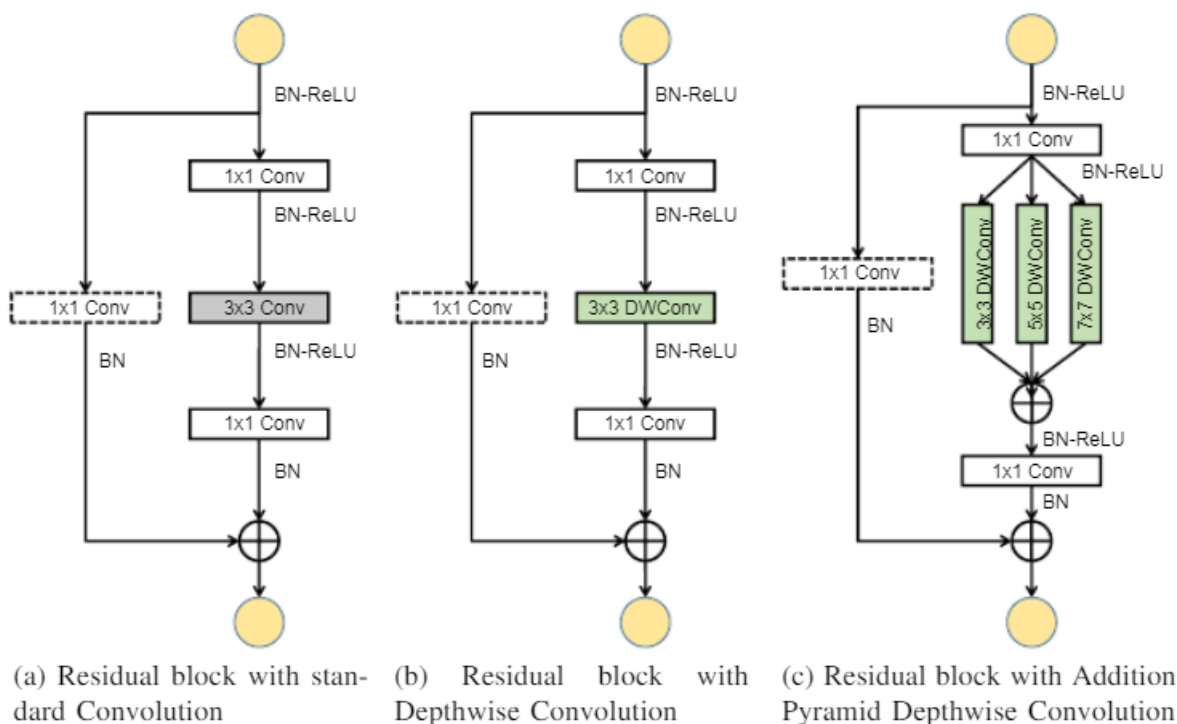 BN-ReLU
1x1 Conv
BN-ReLU
1x1 Conv
3x3 Conv
BN
BN-ReLU
1x1 Conv
BN
(a) Residual block with stan-
dard Convolution
BN-ReLU
1x1 Conv
BN-ReLU
1x1 Conv
3x3 DWConv
BN
BN-ReLU
1x1 Conv
BN
(b) Residual block with
Depthwise Convolution
BN-ReLU
1x1 Conv
BN-ReLU
1x1 Conv
3x3 DWConv
5x5 DWConv
7x7 DWConv
BN
BN-ReLU
1x1 Conv
BN
(c) Residual block with Addition
Pyramid Depthwise Convolution